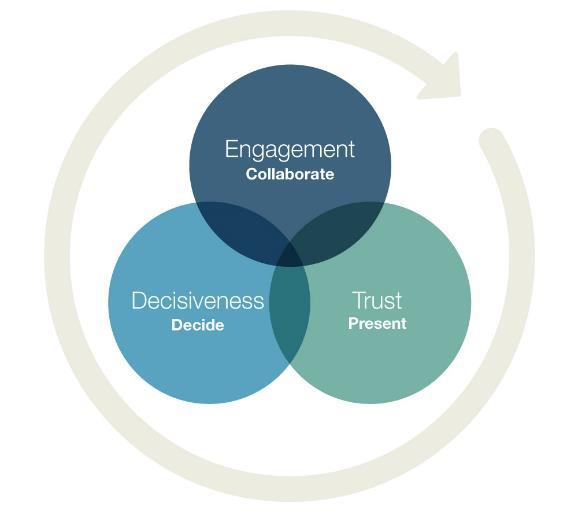 Engagement
Collaborate
Decisiveness
Decide
Trust
Present